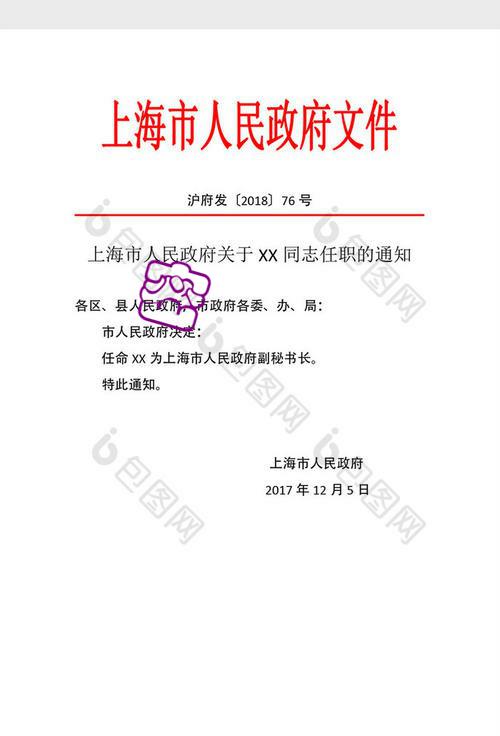 上海市人民政府文件
沪府发〔2018〕76 号
上海市人民政府关于 XX 同志任职的通知
各区、县人民政府，市政府各委、办、局：
市人民政府决定：
任命 XX 为上海市人民政府副秘书长。
特此通知。
上海市人民政府
2017 年 12 月 5 日
包图网
包图网
包图网
包图网
包图网